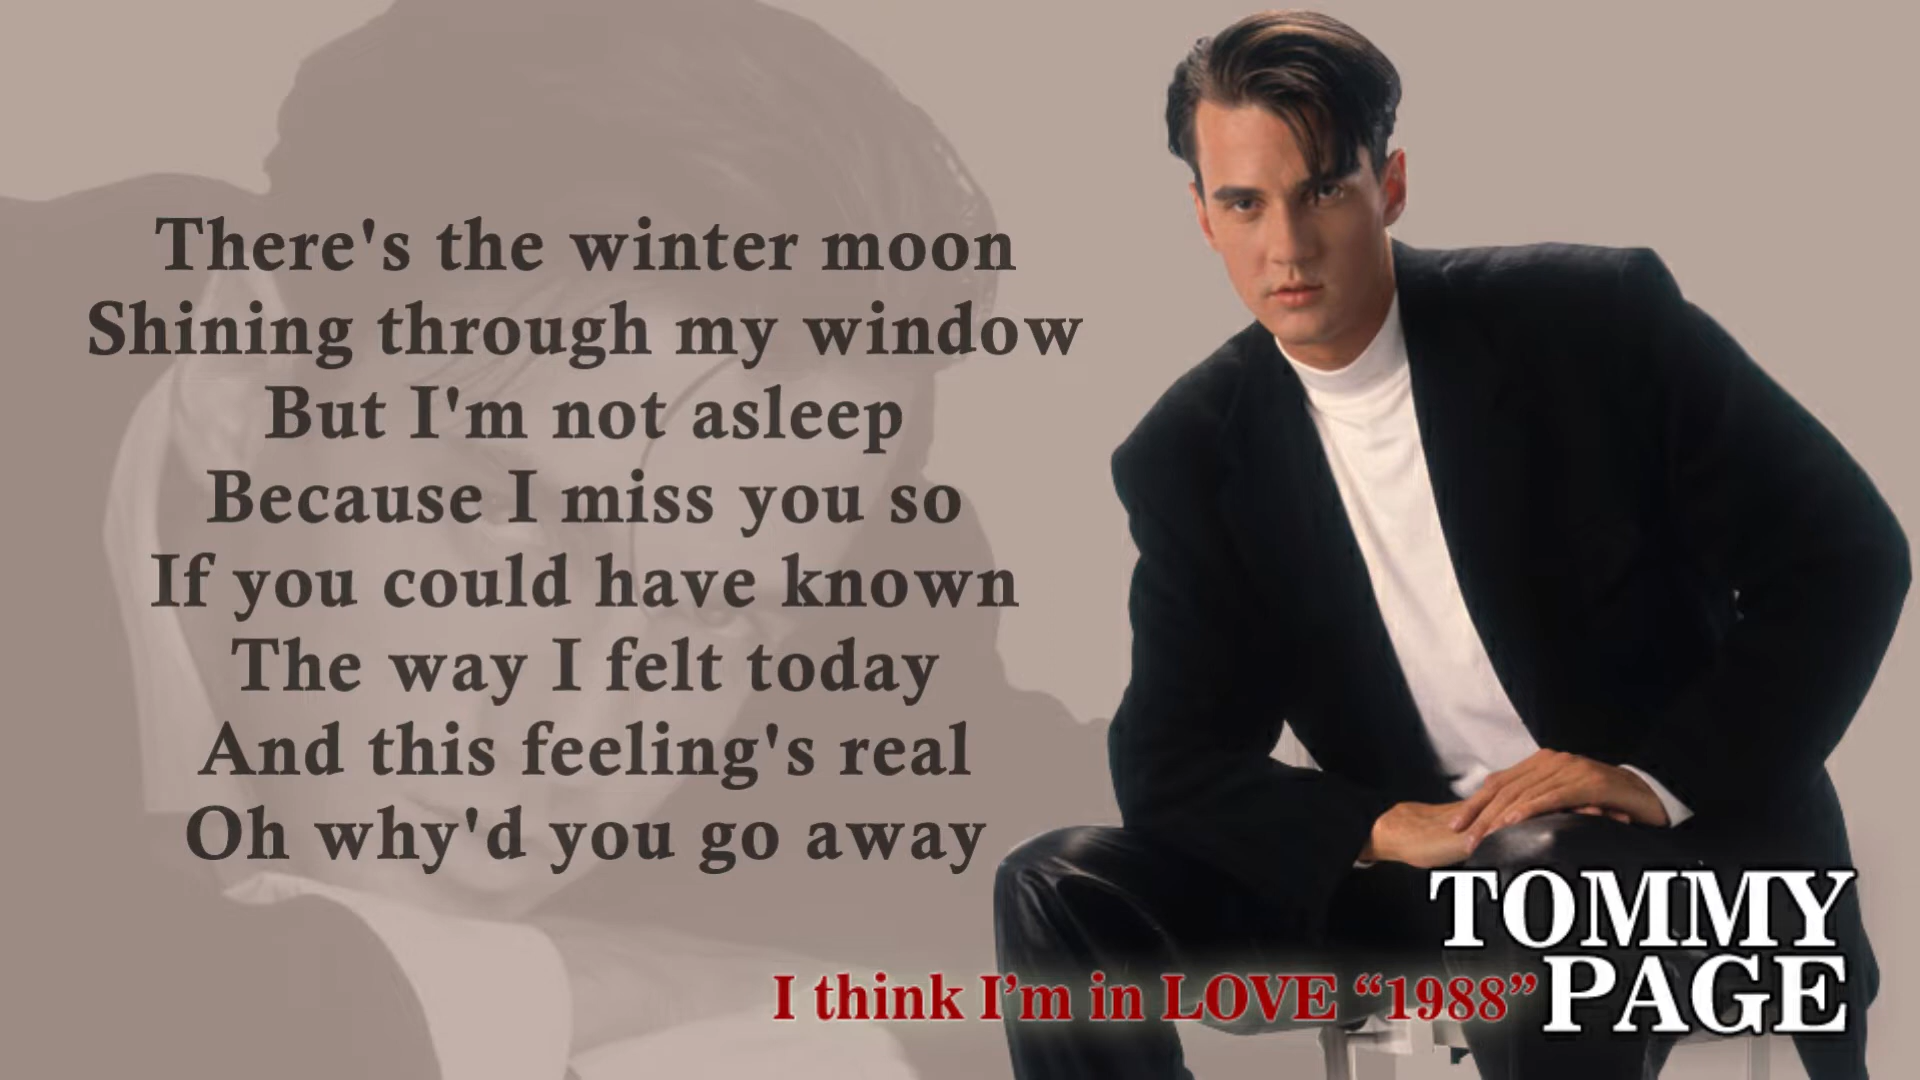 There's the winter moon
Shining through my window
But I'm not asleep
Because I miss you so
If you could have known
The way I felt today
And this feeling's real
Oh why'd you go away
TOMMY
PAGE
I think I’m in LOVE “1988”